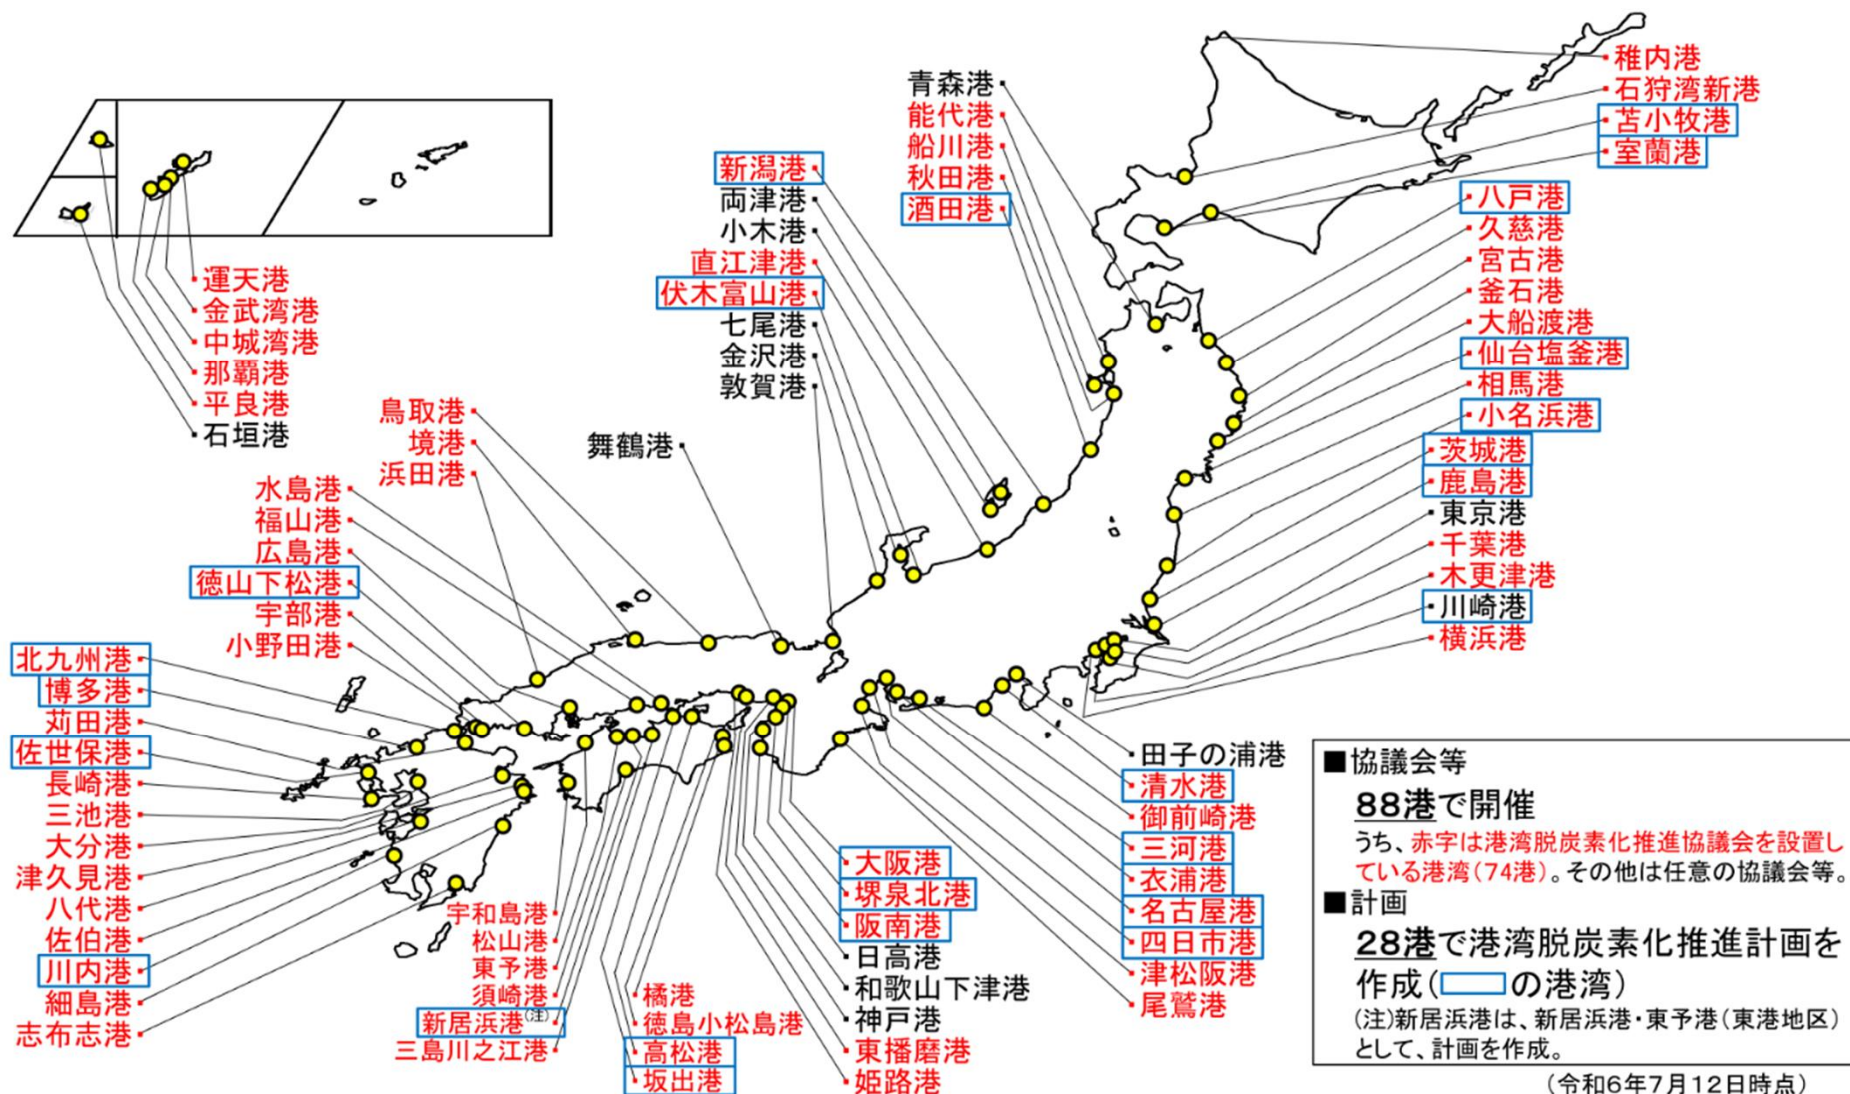 稚内港
石狩湾新港
苫小牧港
室蘭港
青森港
能代港
船川港
秋田港
酒田港
八戸港
久慈港
宮古港
釜石港
大船渡港
仙台塩釜港
相馬港
小名浜港
茨城港
鹿島港
東京港
千葉港
木更津港
川崎港
横浜港
新潟港
両津港
小木港
直江津港
伏木富山港
七尾港
金沢港
敦賀港
舞鶴港
運天港
金武湾港
中城湾港
那覇港
平良港
石垣港
鳥取港
境港
浜田港
水島港
福山港
広島港
徳山下松港
宇部港
小野田港
北九州港
博多港
苅田港
佐世保港
長崎港
三池港
大分港
津久見港
八代港
佐伯港
川内港
細島港
志布志港
宇和島港
松山港
東予港
須崎港
新居浜港(注)
三島川之江港
橘港
徳島小松島港
高松港
坂出港
大阪港
堺泉北港
阪南港
日高港
和歌山下津港
神戸港
東播磨港
姫路港
田子の浦港
清水港
御前崎港
三河港
衣浦港
名古屋港
四日市港
津松阪港
尾鷲港
■協議会等
88港で開催
うち、赤字は港湾脱炭素化推進協議会を設置し
ている港湾(74港)。その他は任意の協議会等。
■計画
28港で港湾脱炭素化推進計画を
作成(　　の港湾)
(注)新居浜港は、新居浜港・東予港(東港地区)
として、計画を作成。
(令和6年7月12日時点)